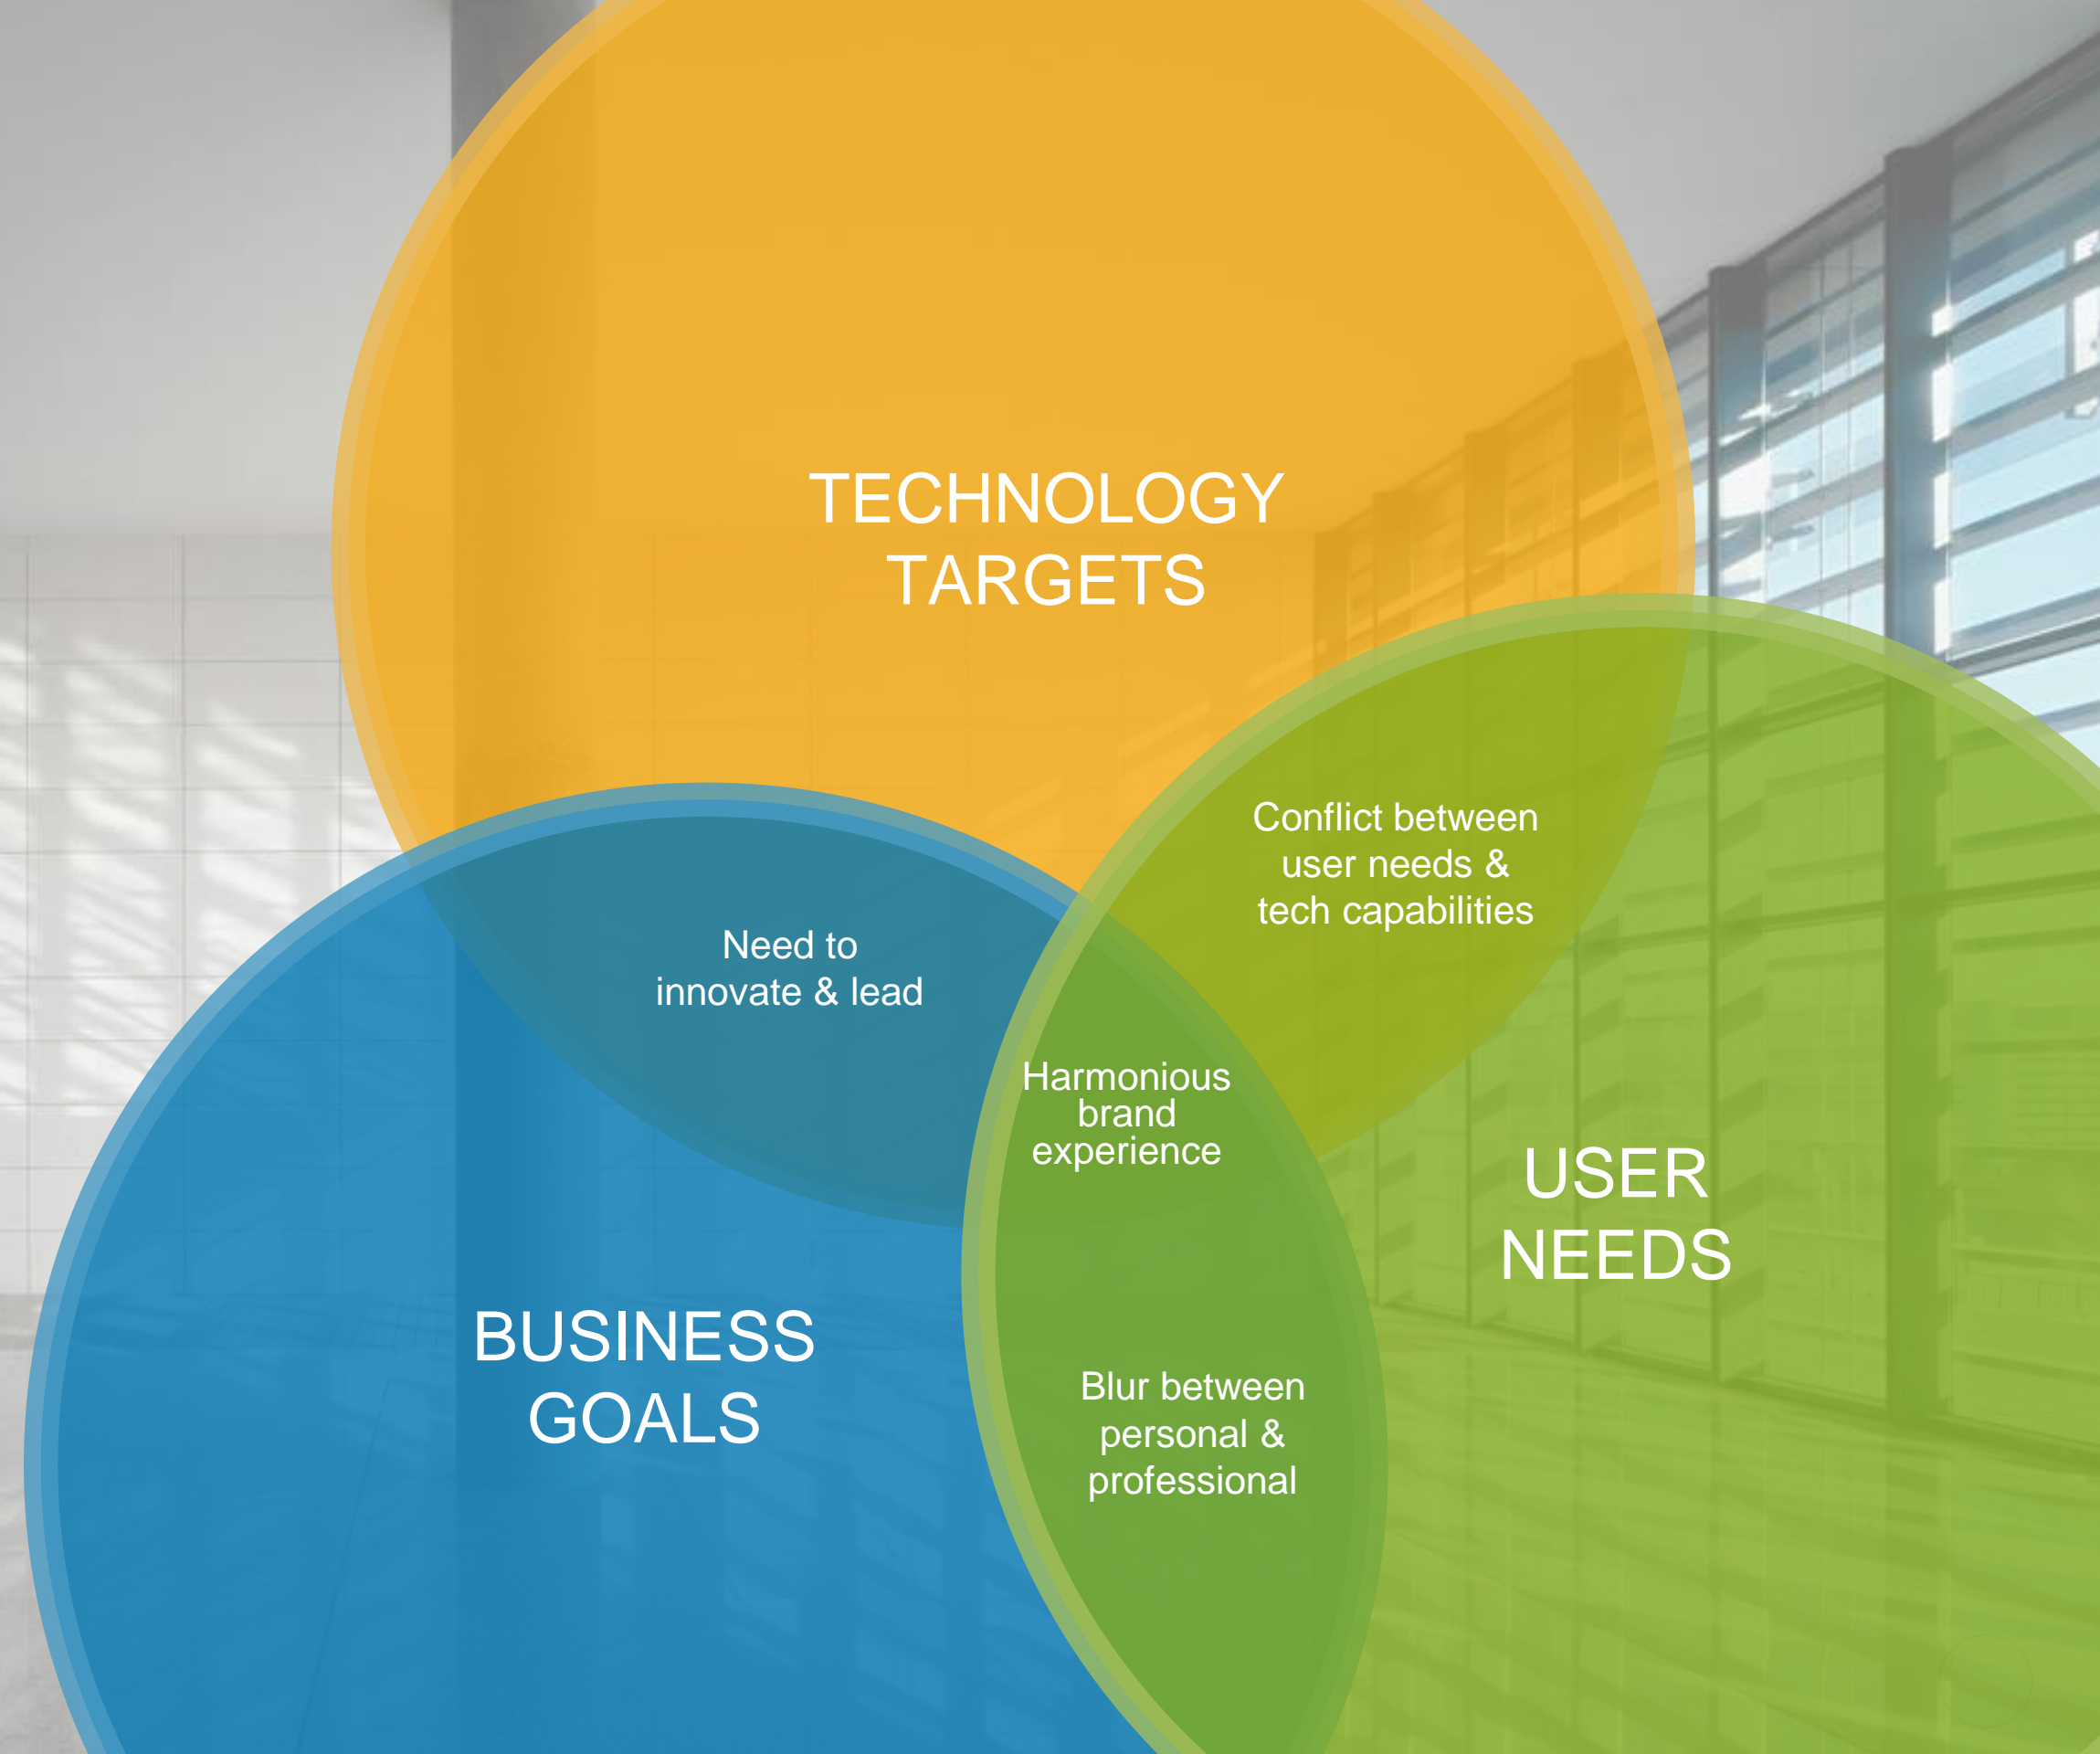 TECHNOLOGY
TARGETS
Conflict between
user needs &
tech capabilities
Need to
innovate & lead
Harmonious
brand
experience
USER
NEEDS
BUSINESS
GOALS
Blur between
personal &
professional